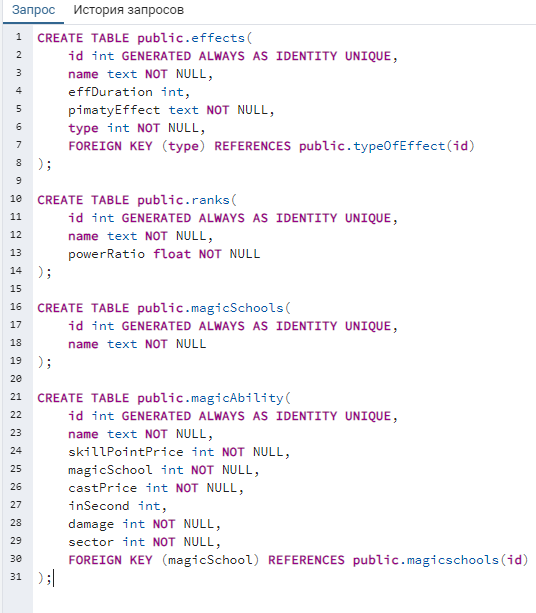 Запрос История запросов
1 CREATE TABLE public.effects(
2 id int GENERATED ALWAYS AS IDENTITY UNIQUE,
3 name text NOT NULL,
4 effDuration int,
5 pimatyEffect text NOT NULL,
6 type int NOT NULL,
7 FOREIGN KEY (type) REFERENCES public.typeOfEffect(id)
8 );
9
10 CREATE TABLE public.ranks(
11 id int GENERATED ALWAYS AS IDENTITY UNIQUE,
12 name text NOT NULL,
13 powerRatio float NOT NULL
14 );
15
16 CREATE TABLE public.magicSchools(
17 id int GENERATED ALWAYS AS IDENTITY UNIQUE,
18 name text NOT NULL
19 );
20
21 CREATE TABLE public.magicAbility(
22 id int GENERATED ALWAYS AS IDENTITY UNIQUE,
23 name text NOT NULL,
24 skillPointPrice int NOT NULL,
25 magicSchool int NOT NULL,
26 castPrice int NOT NULL,
27 inSecond int,
28 damage int NOT NULL,
29 sector int NOT NULL,
30 FOREIGN KEY (magicSchool) REFERENCES public.magicschools(id)
31 );